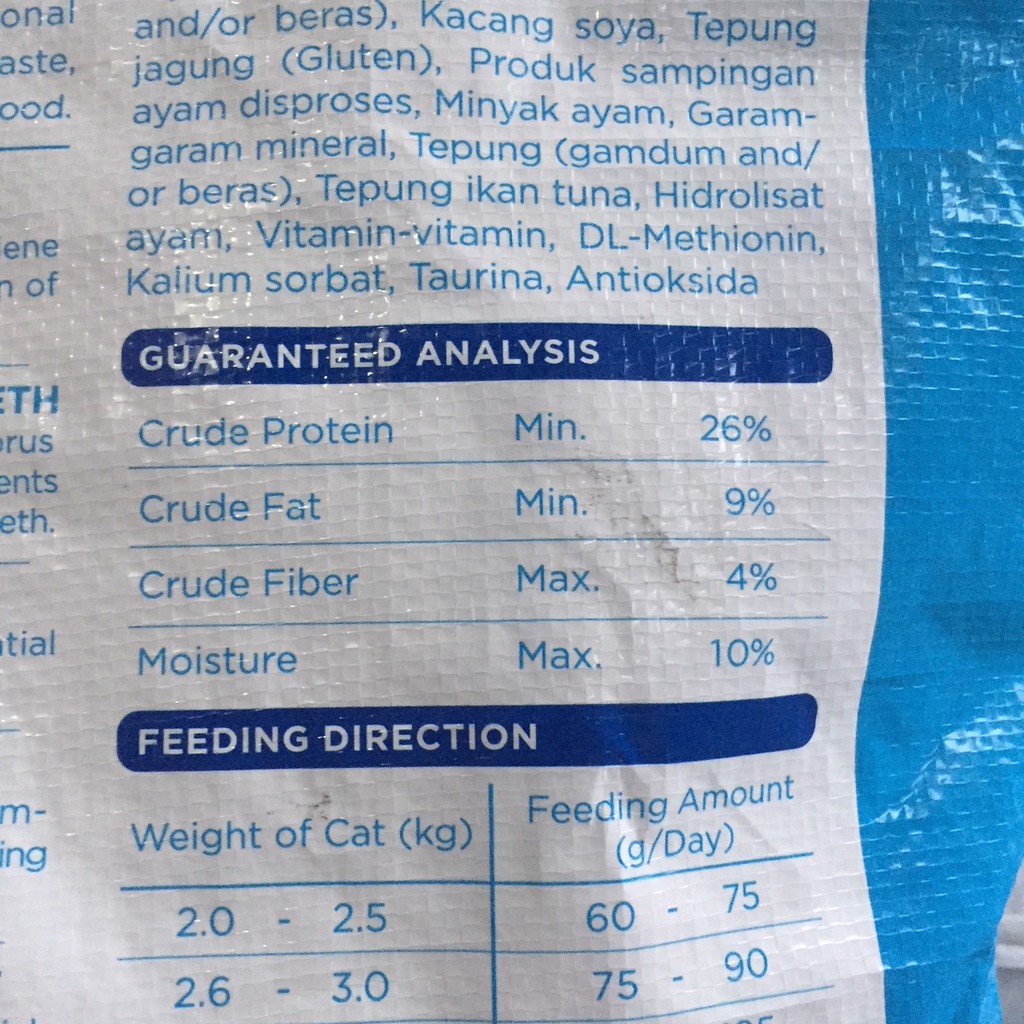 onal
aste,
ood.
ene
n of
ETH
orus
ents
eth.
tial
m-
ing
and/or beras), Kacang soya, Tepung
jagung (Gluten), Produk sampingan
ayam disproses, Minyak ayam, Garam-
garam mineral, Tepung (gamdum and/
or beras), Tepung ikan tuna, Hidrolisat
ayam, Vitamin-vitamin, DL-Methionin,
Kalium sorbat, Taurina, Antioksida
GUARANTEED ANALYSIS
Crude Protein Min. 26%
Crude Fat Min. 9%
Crude Fiber Max. 4%
Moisture Max. 10%
FEEDING DIRECTION
Weight of Cat (kg) Feeding Amount
(g/Day)
2.0 - 2.5 60 - 75
2.6 - 3.0 75 - 90